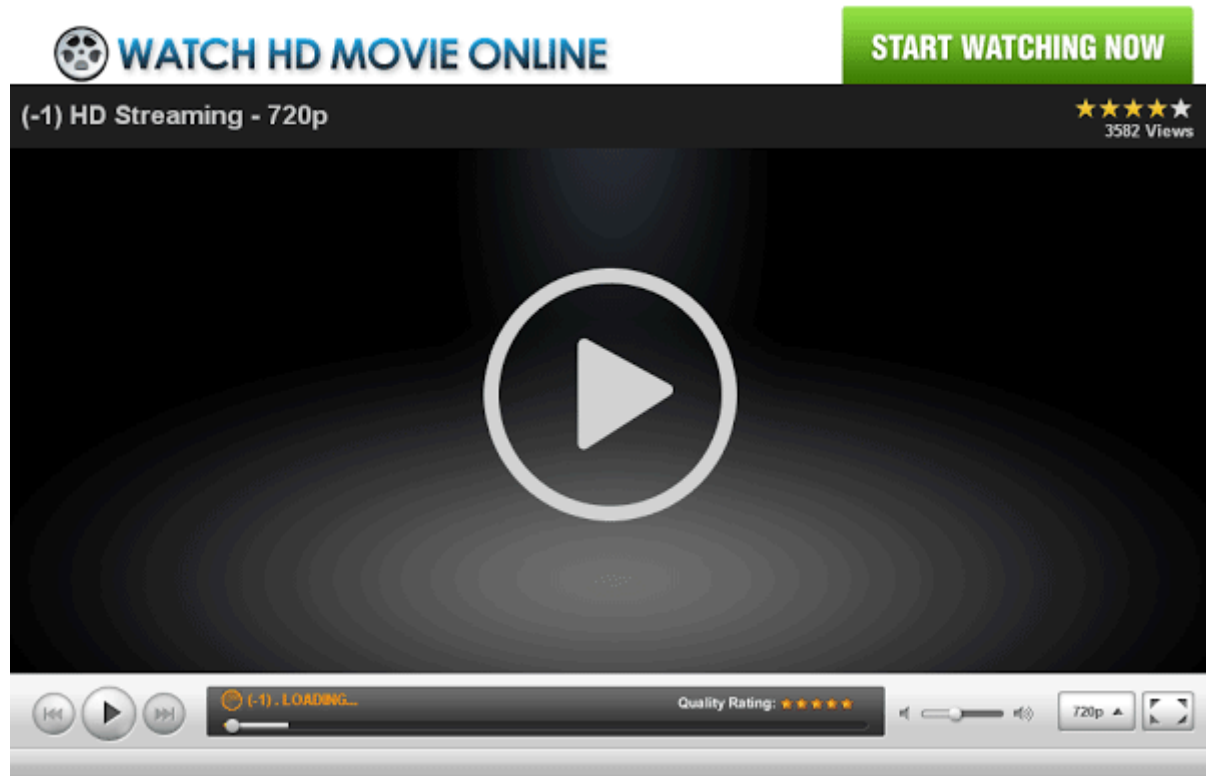 WATCH HD MOVIE ONLINE
START WATCHING NOW
(-1) HD Streaming - 720p
3582 Views
(-1) . LOADING...
Quality Rating:
720p